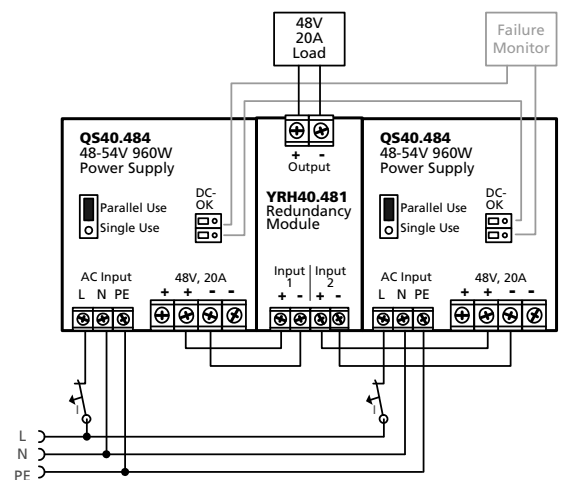 48V
20A
Load
Failure
Monitor
QS40.484
48-54V 960W
Power Supply
Parallel Use
Single Use
DC-
OK
AC Input
L N PE
48V, 20A
+ + - -
+ -
Output
YRH40.481
Redundancy
Module
Input
1
Input
2
+ - + -
QS40.484
48-54V 960W
Power Supply
Parallel Use
Single Use
DC-
OK
AC Input
L N PE
48V, 20A
+ + - -
I
I
L
N
PE